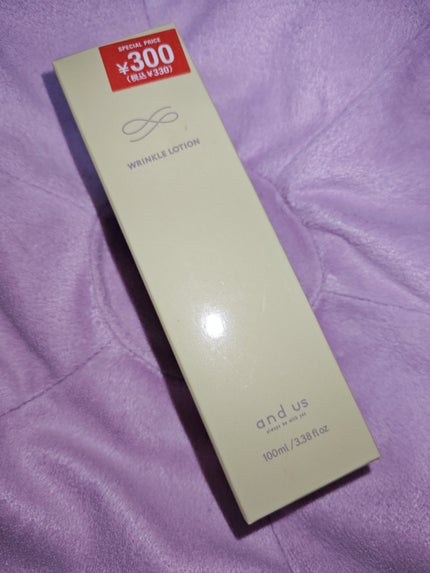 SPECIAL PRICE
¥300
(税込¥330)
WRINKLE LOTION
and us
always be with you
100ml/3.38 fl.oz